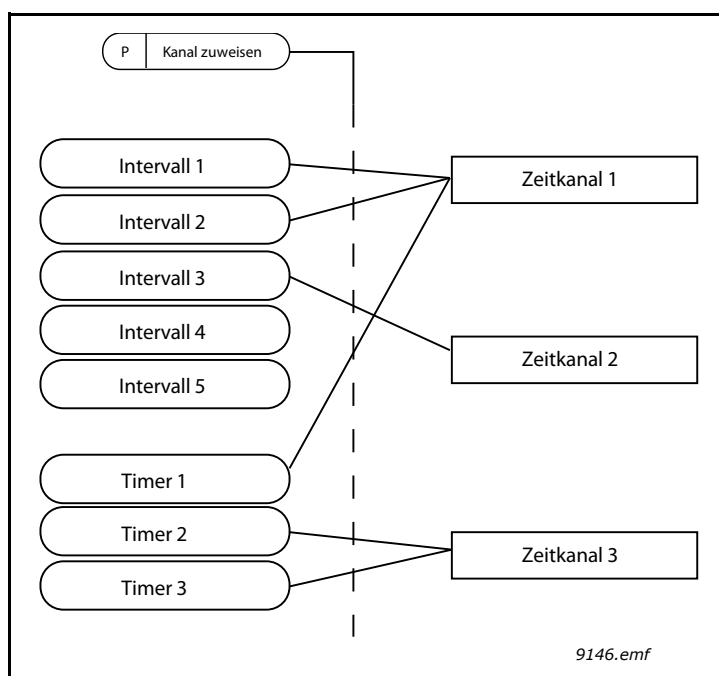 P Kanal zuweisen
Intervall 1
Intervall 2
Intervall 3
Intervall 4
Intervall 5
Timer 1
Timer 2
Timer 3
Zeitkanal 1
Zeitkanal 2
Zeitkanal 3
9146.emf